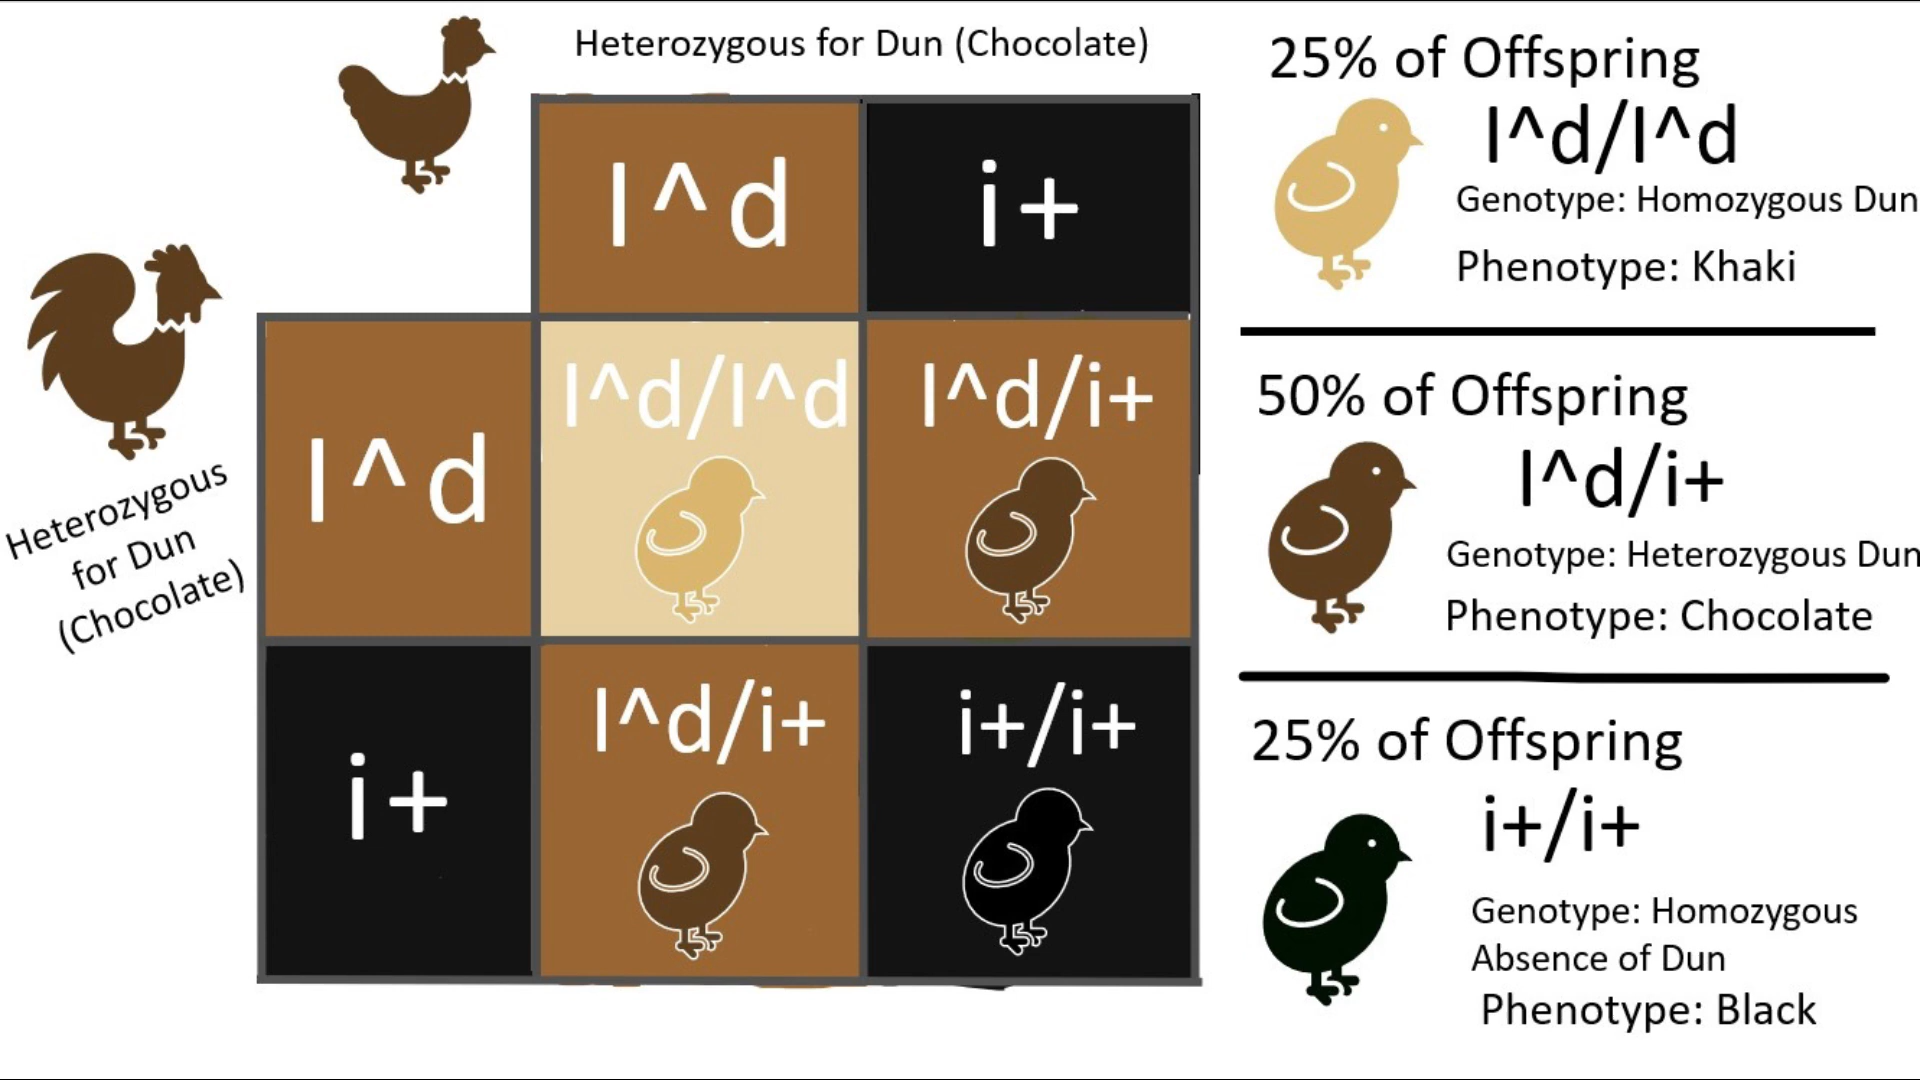 Heterozygous for Dun (Chocolate)
I^d
i+
Heterozygous
for Dun
(Chocolate)
I^d
I^d/I^d
I^d/i+
i+
I^d/i+
i+/i+
25% of Offspring
I^d/I^d
Genotype: Homozygous Dun
Phenotype: Khaki
50% of Offspring
I^d/i+
Genotype: Heterozygous Dun
Phenotype: Chocolate
25% of Offspring
i+/i+
Genotype: Homozygous
Absence of Dun
Phenotype: Black